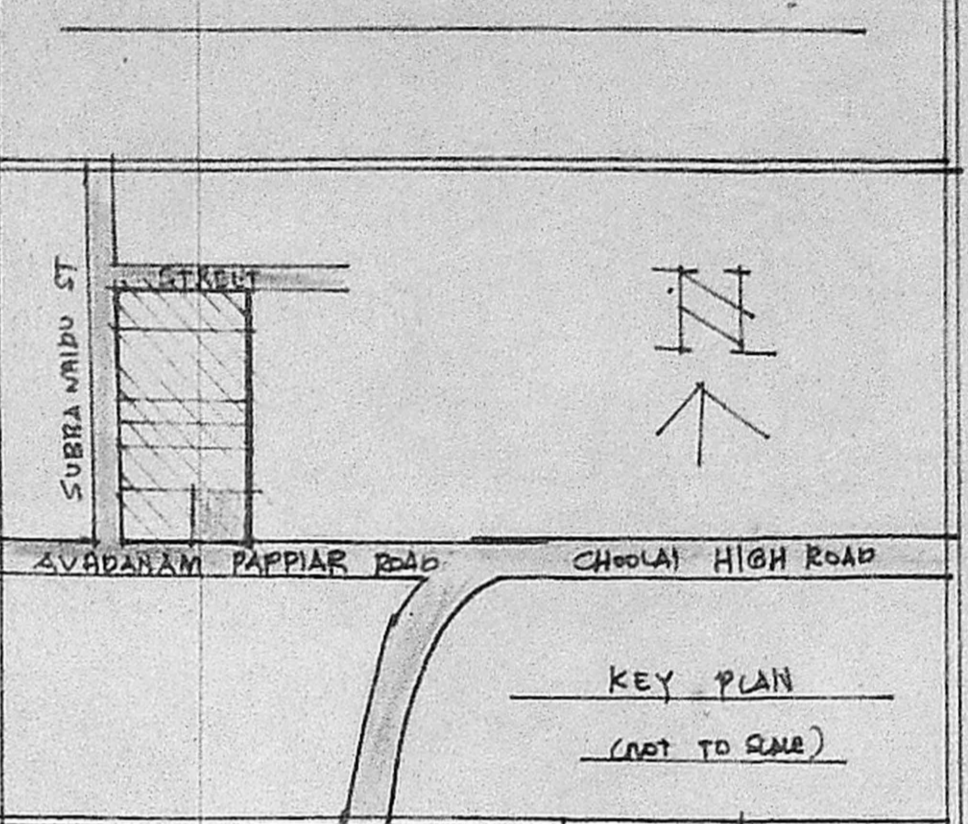 STREET
SUBRA NAIDU ST
N
AVADANAM PAPPIAR ROAD
CHOOLAI HIGH ROAD
KEY PLAN
(NOT TO SCALE)